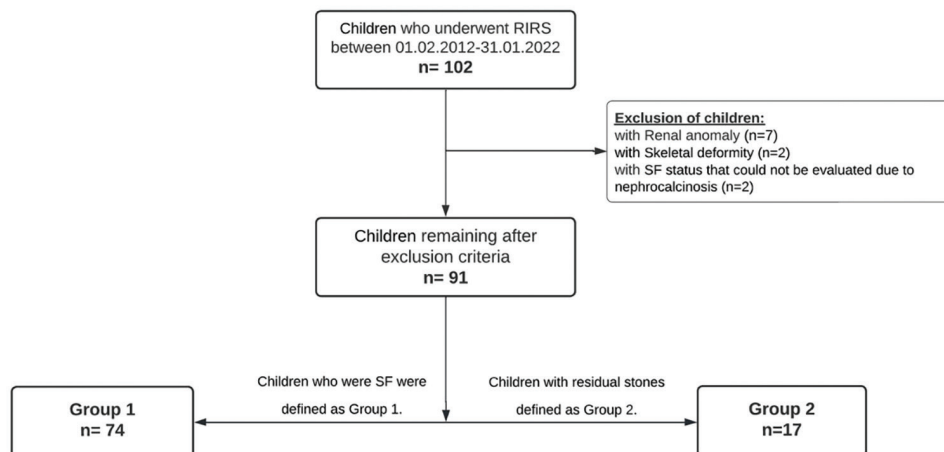 Children who underwent RIRS
between 01.02.2012-31.01.2022
n= 102
Exclusion of children:
with Renal anomaly (n=7)
with Skeletal deformity (n=2)
with SF status that could not be evaluated due to
nephrocalcinosis (n=2)
Children remaining after
exclusion criteria
n= 91
Children who were SF were
defined as Group 1.
Children with residual stones
defined as Group 2.
Group 1
n= 74
Group 2
n=17